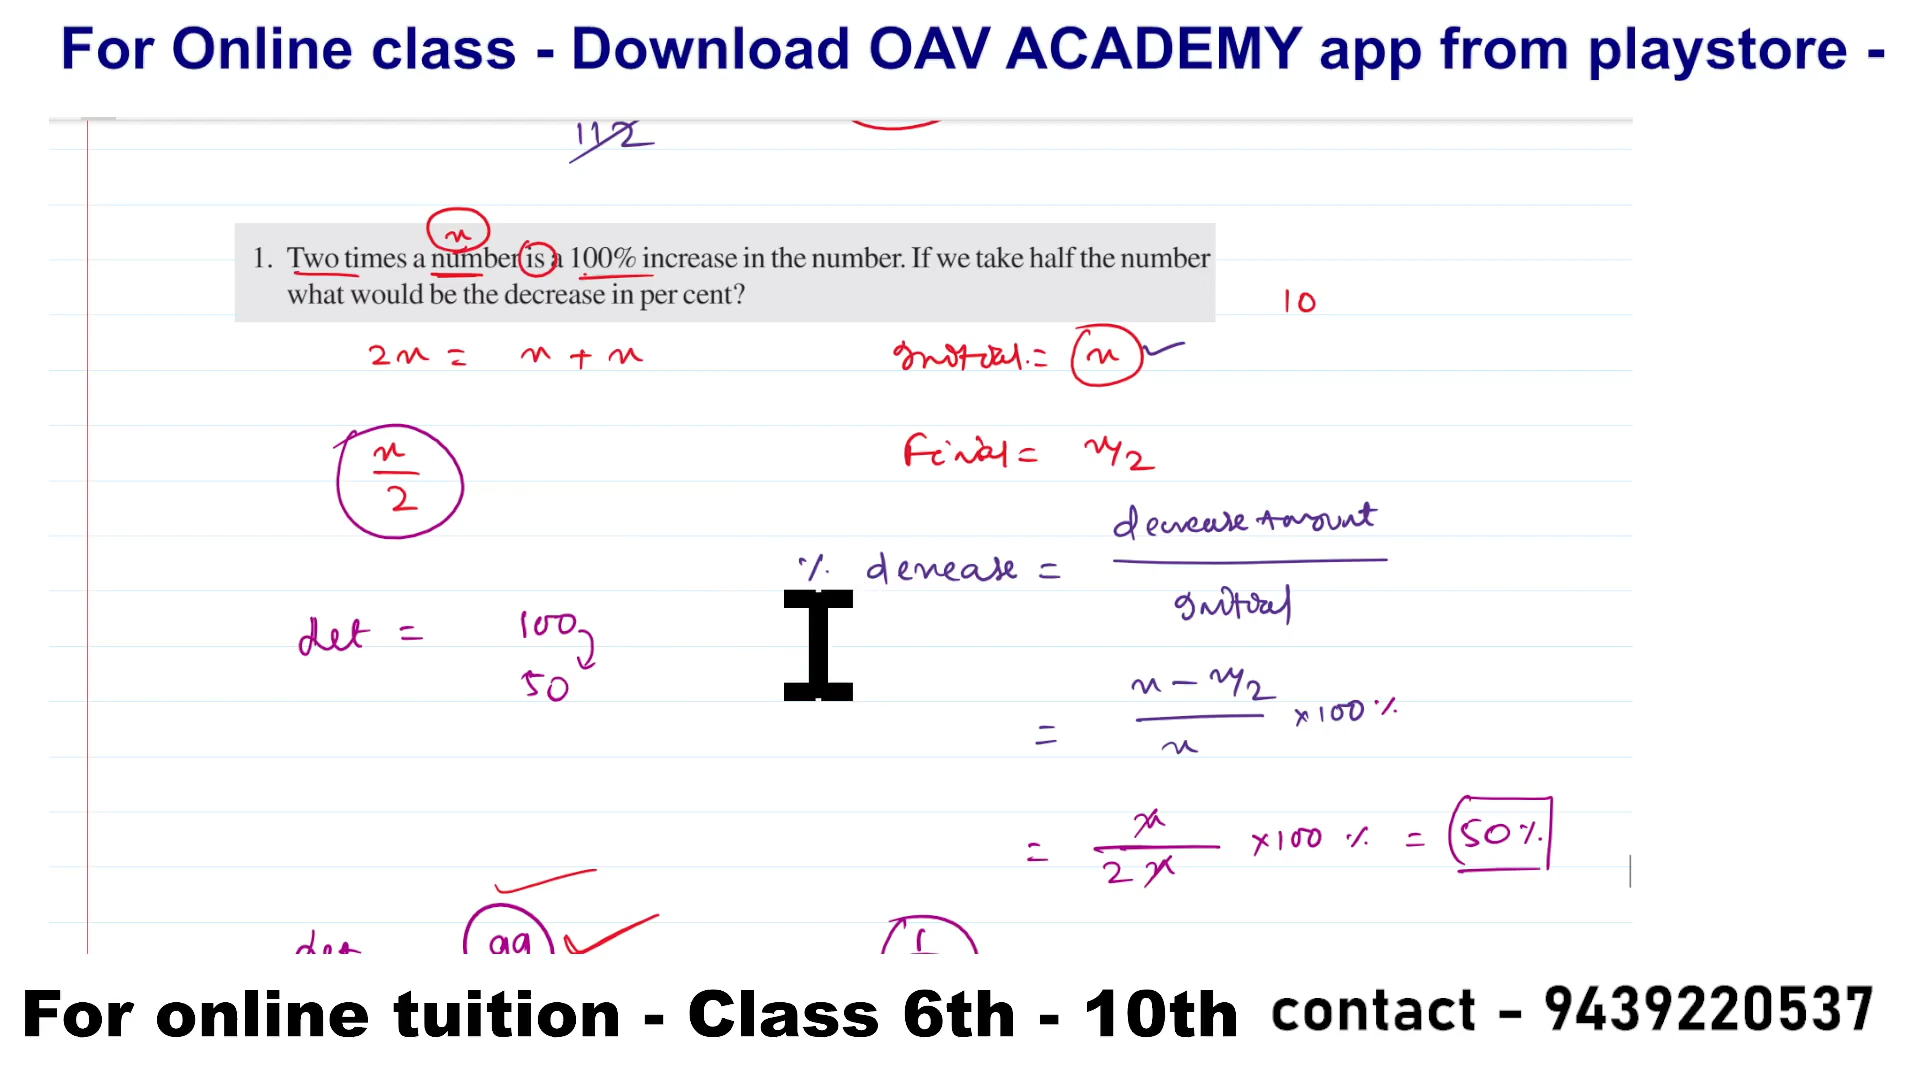 For Online class - Download OAV ACADEMY app from playstore -
112
x
1. Two times a number is a 100% increase in the number. If we take half the number
what would be the decrease in per cent?
10
2x = x + x
Initial = x
x/2
Final = x/2
% decrease = decrease Amount / Initial
let = 100
50
= x - x/2 / x × 100 %
= x / 2x × 100 % = 50%
let
For online tuition - Class 6th - 10th contact - 9439220537